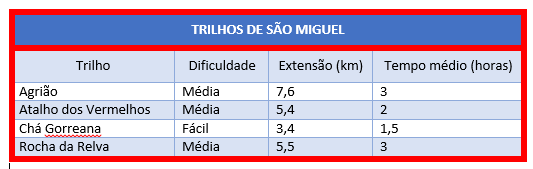 TRILHOS DE SÃO MIGUEL
Trilho Dificuldade Extensão (km) Tempo médio (horas)
Agrião Média 7,6 3
Atalho dos Vermelhos Média 5,4 2
Chá Gorreana Fácil 3,4 1,5
Rocha da Relva Média 5,5 3